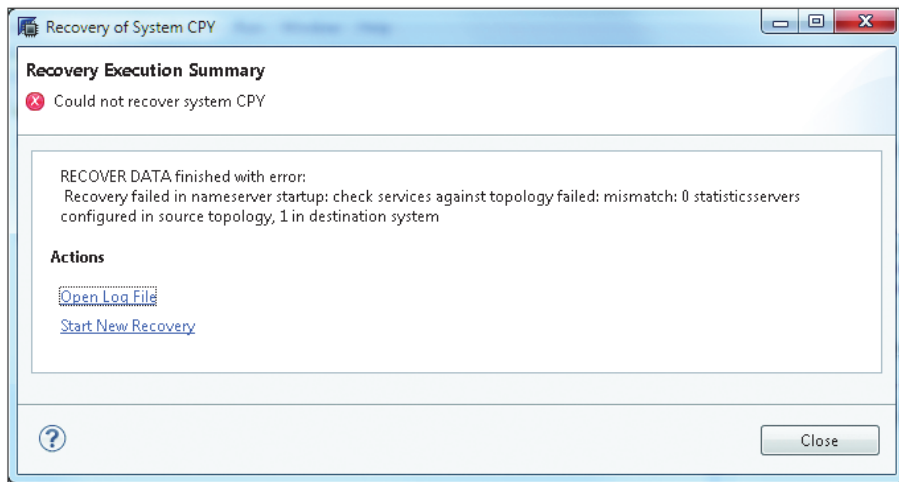 Recovery of System CPY
Recovery Execution Summary
Could not recover system CPY
RECOVER DATA finished with error:
Recovery failed in nameserver startup: check services against topology failed: mismatch: 0 statisticsservers
configured in source topology, 1 in destination system
Actions
Open Log File
Start New Recovery
?
Close